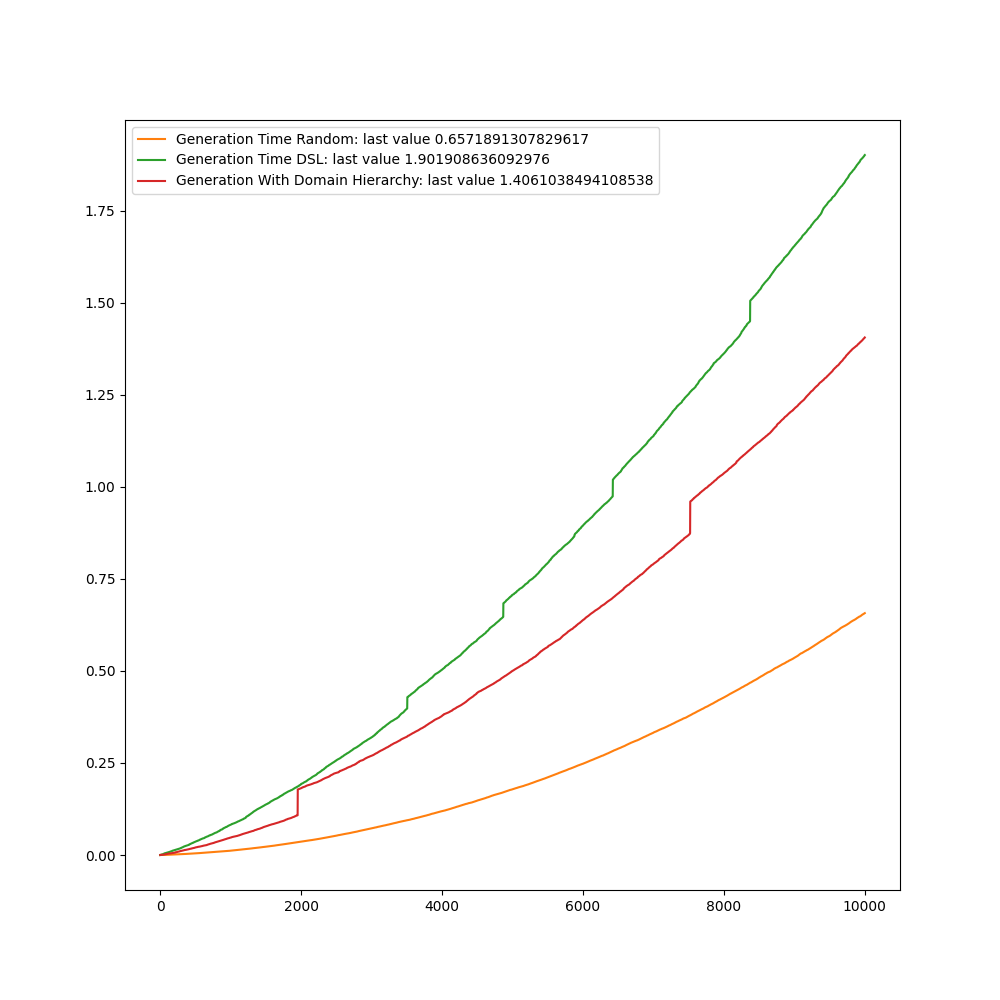 Generation Time Random: last value 0.6571891307829617
Generation Time DSL: last value 1.901908636092976
Generation With Domain Hierarchy: last value 1.4061038494108538
1.75
1.50
1.25
1.00
0.75
0.50
0.25
0.00
0 2000 4000 6000 8000 10000